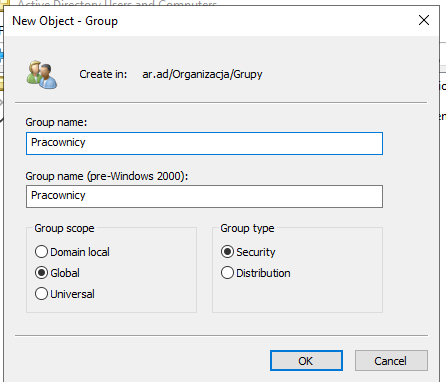 Active Directory Users and Computers
New Object - Group
Create in: ar.ad/Organizacja/Grupy
Group name:
Pracownicy
Group name (pre-Windows 2000):
Pracownicy
Group scope
Domain local
Global
Universal
Group type
Security
Distribution
OK
Cancel